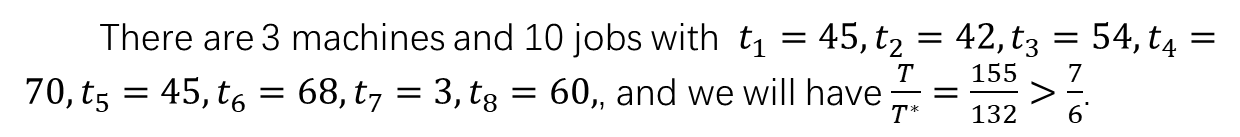 There are 3 machines and 10 jobs with t₁ = 45, t₂ = 42, t₃ = 54, t₄ =
70, t₅ = 45, t₆ = 68, t₇ = 3, t₈ = 60,, and we will have T/T* = 155/132 > 7/6.